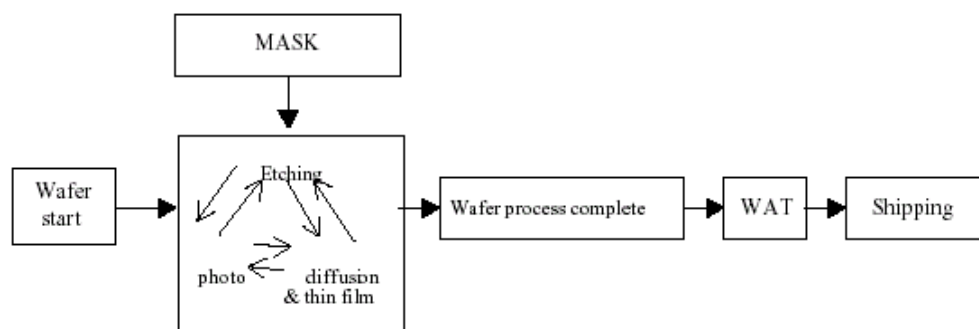 MASK
Wafer
start
Etching
photo
diffusion
& thin film
Wafer process complete
WAT
Shipping